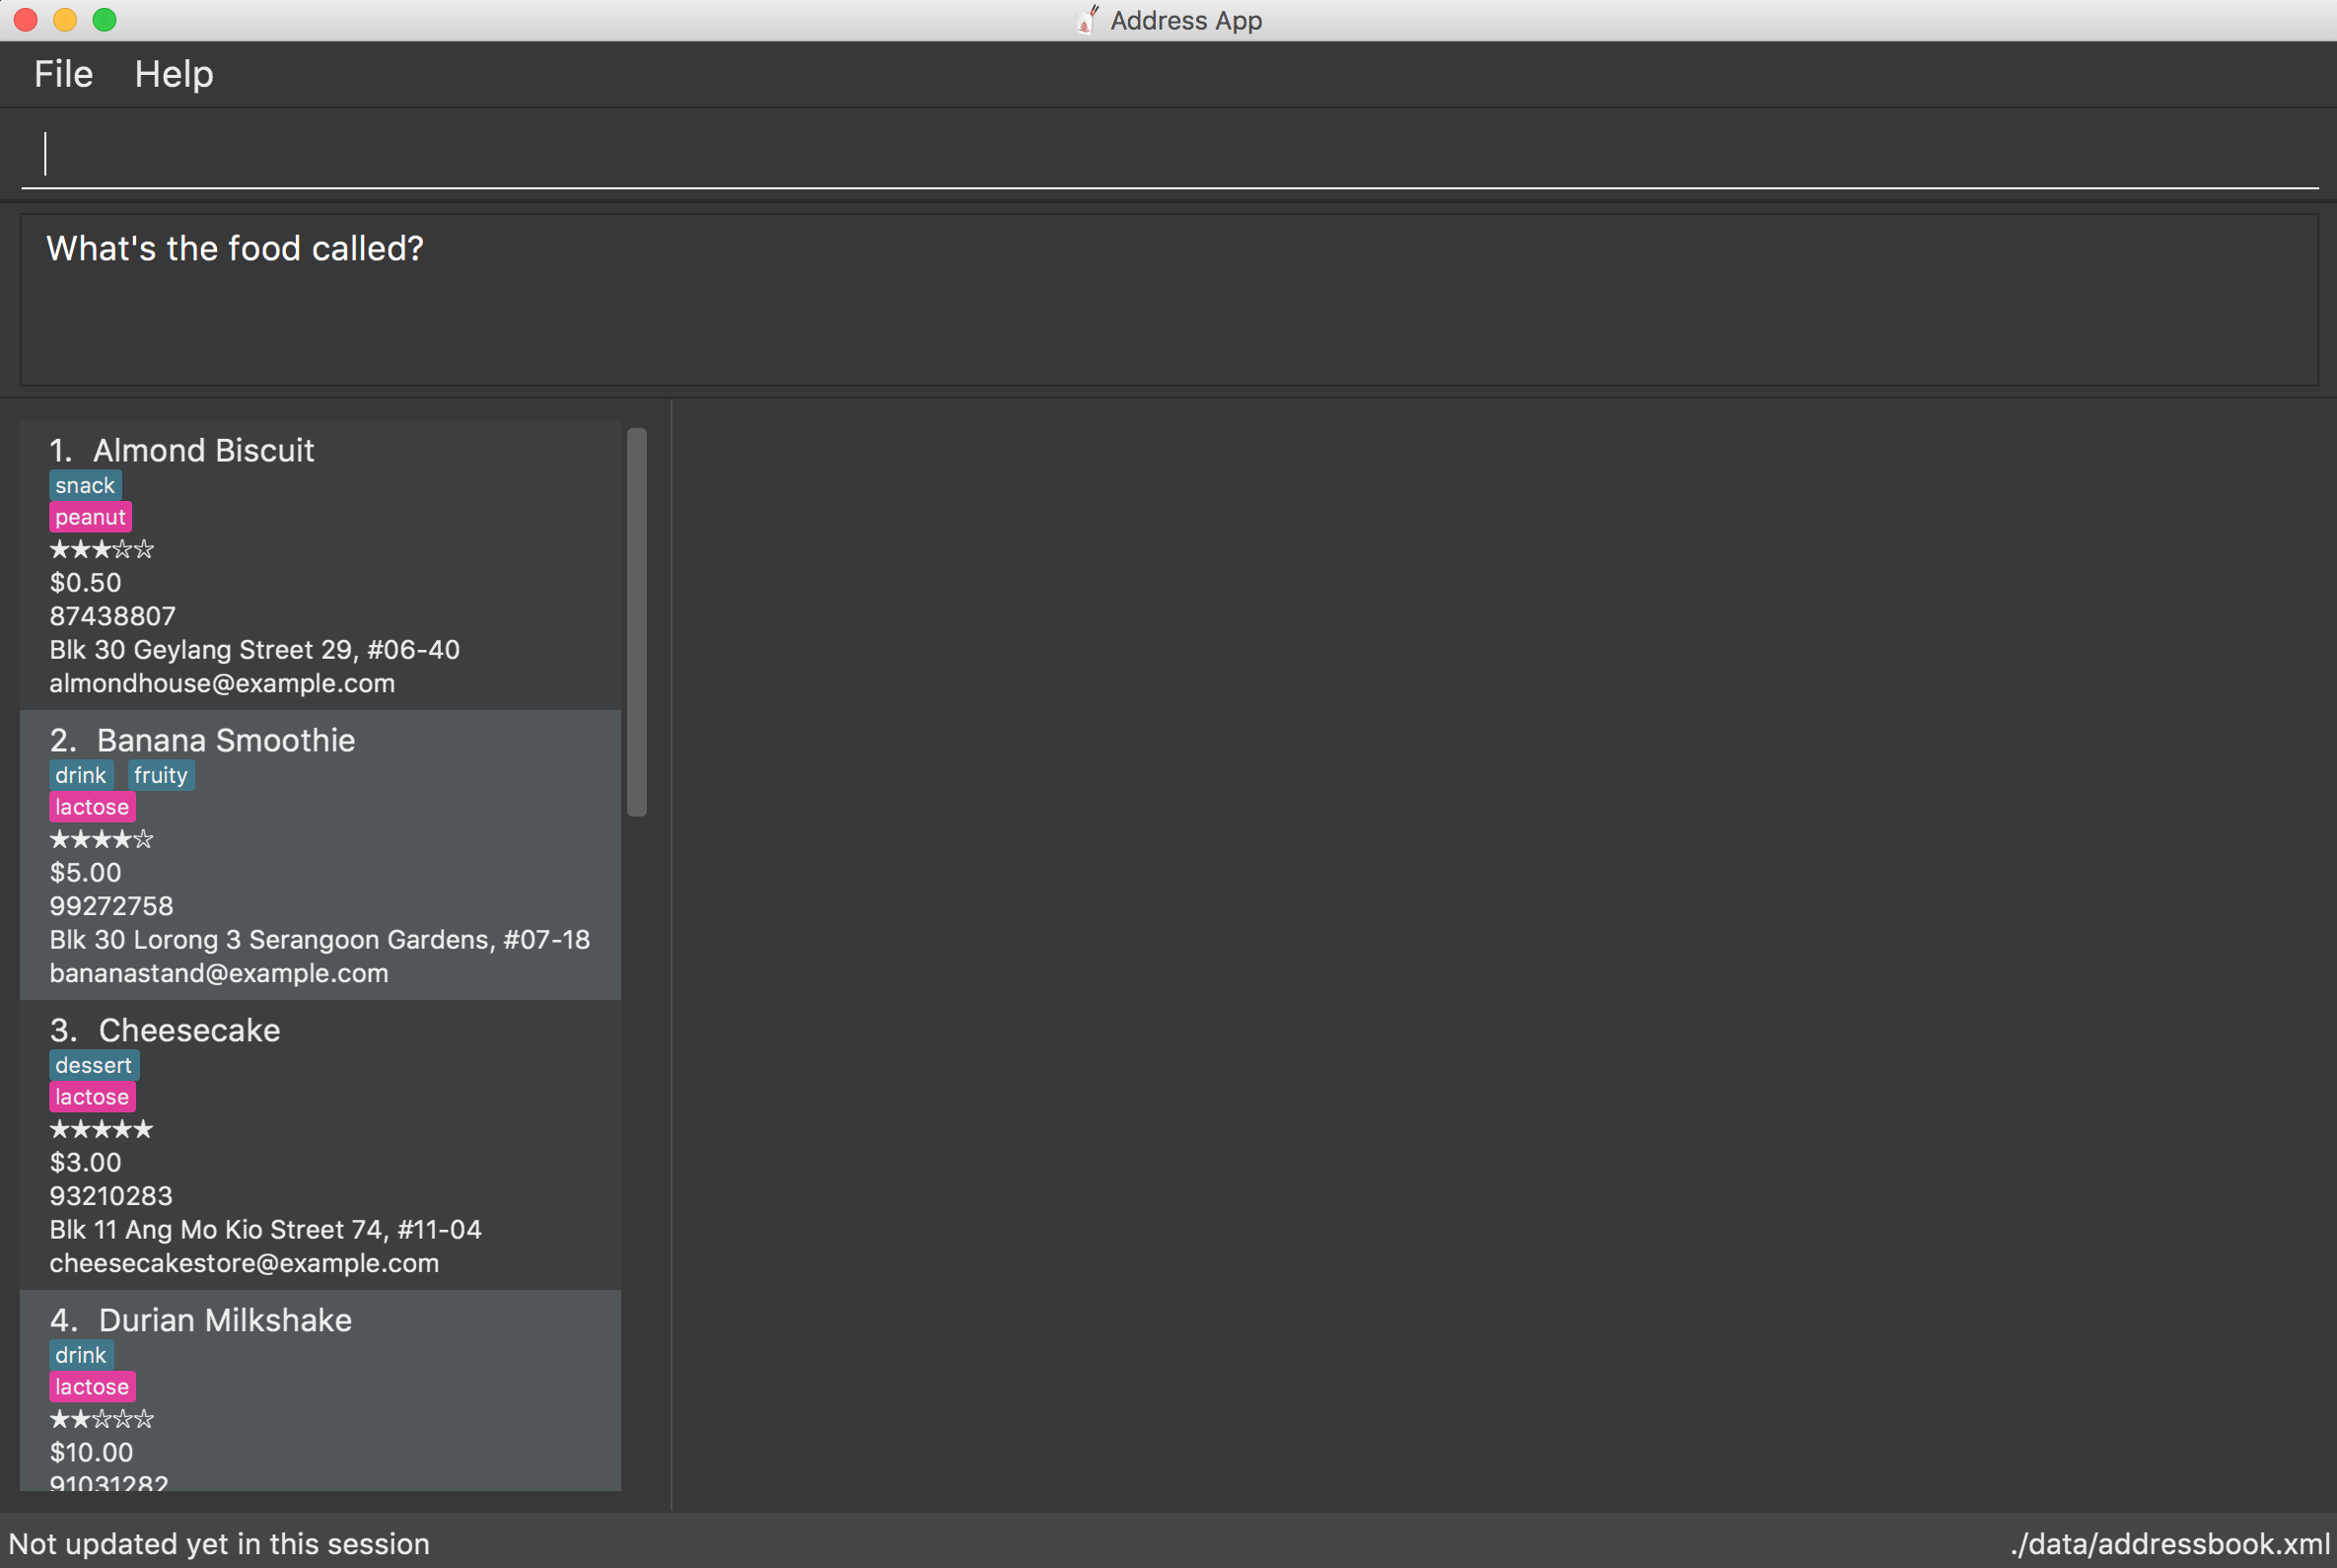 Address App
File Help
What's the food called?
1. Almond Biscuit
snack
peanut
★★★☆☆
$0.50
87438807
Blk 30 Geylang Street 29, #06-40
almondhouse@example.com
2. Banana Smoothie
drink fruity
lactose
★★★★☆
$5.00
99272758
Blk 30 Lorong 3 Serangoon Gardens, #07-18
bananastand@example.com
3. Cheesecake
dessert
lactose
★★★★★
$3.00
93210283
Blk 11 Ang Mo Kio Street 74, #11-04
cheesecakestore@example.com
4. Durian Milkshake
drink
lactose
★★☆☆☆
$10.00
91031282
Not updated yet in this session
./data/addressbook.xml